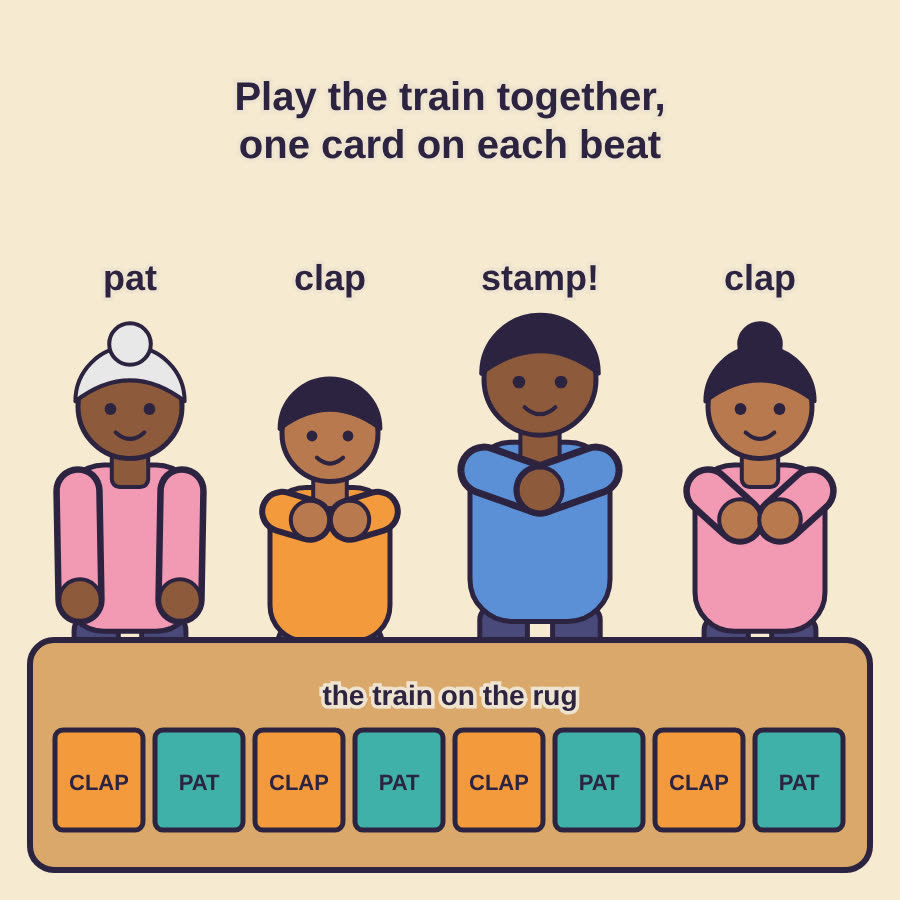 Play the train together,
one card on each beat
pat clap stamp! clap
the train on the rug
CLAP PAT CLAP PAT CLAP PAT CLAP PAT